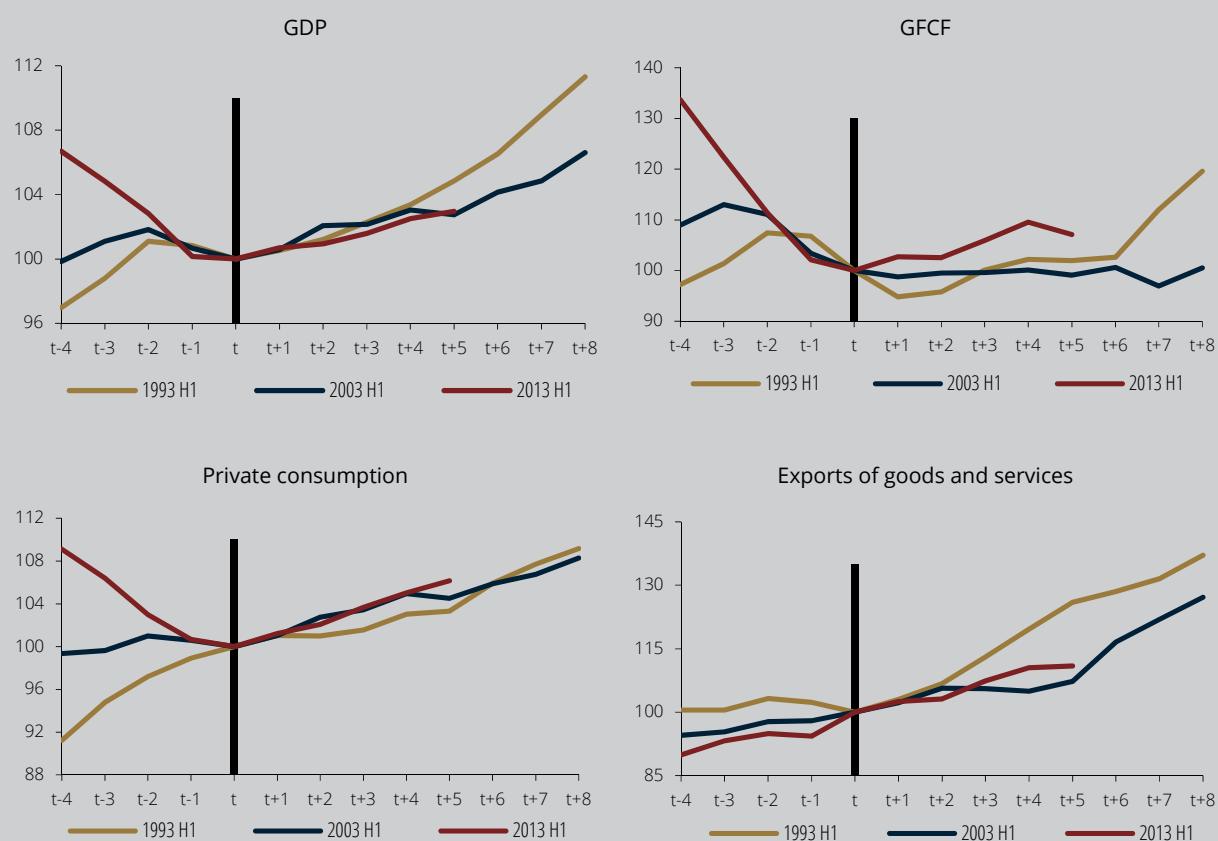 GDP
112
108
104
100
96
t-4 t-3 t-2 t-1 t t+1 t+2 t+3 t+4 t+5 t+6 t+7 t+8
1993 H1 2003 H1 2013 H1
GFCF
140
130
120
110
100
90
t-4 t-3 t-2 t-1 t t+1 t+2 t+3 t+4 t+5 t+6 t+7 t+8
1993 H1 2003 H1 2013 H1
Private consumption
112
108
104
100
96
92
88
t-4 t-3 t-2 t-1 t t+1 t+2 t+3 t+4 t+5 t+6 t+7 t+8
1993 H1 2003 H1 2013 H1
Exports of goods and services
145
130
115
100
85
t-4 t-3 t-2 t-1 t t+1 t+2 t+3 t+4 t+5 t+6 t+7 t+8
1993 H1 2003 H1 2013 H1